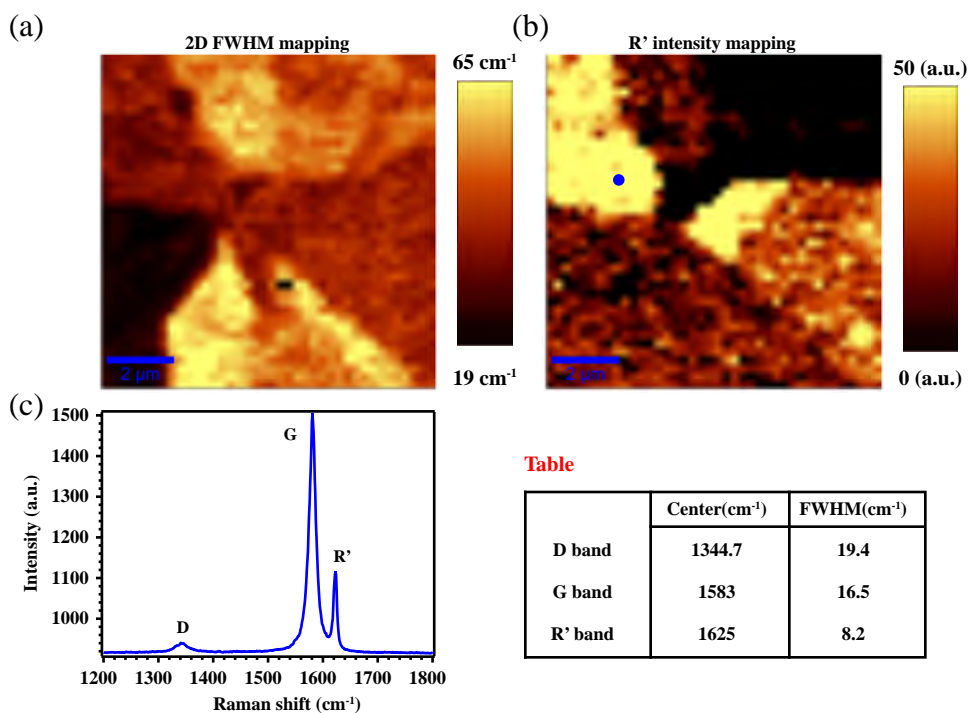 (a)
2D FWHM mapping
65 cm⁻¹
19 cm⁻¹
2 µm
(b)
R’ intensity mapping
50 (a.u.)
0 (a.u.)
2 µm
(c)
1500
1400
1300
1200
1100
1000
Intensity (a.u.)
G
R’
D
1200 1300 1400 1500 1600 1700 1800
Raman shift (cm⁻¹)
Table
Center(cm⁻¹) FWHM(cm⁻¹)
D band 1344.7 19.4
G band 1583 16.5
R’ band 1625 8.2